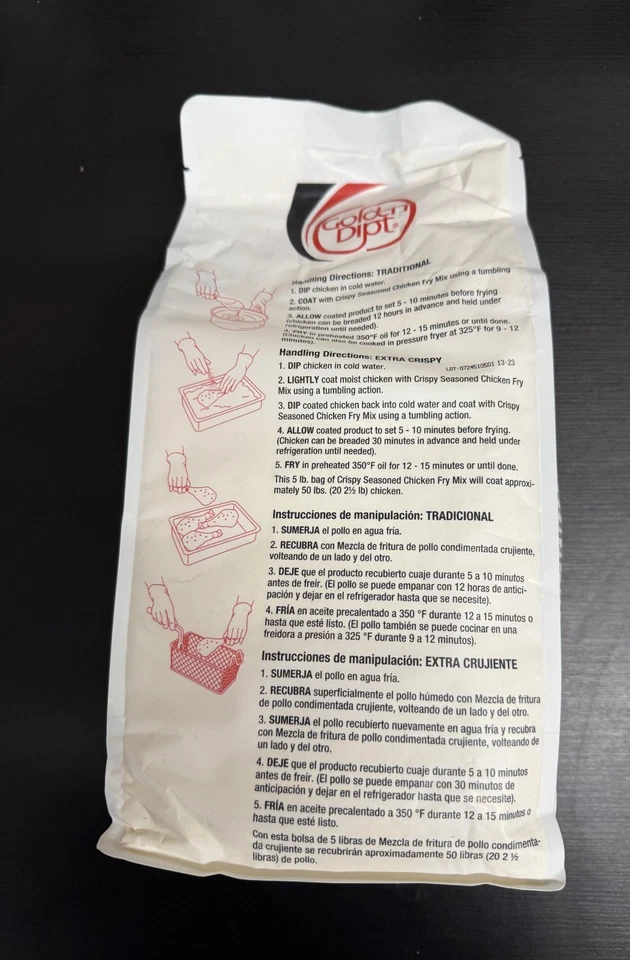 Golden
Dipt®
Handling Directions: TRADITIONAL
1. DIP chicken in cold water.
2. COAT with Crispy Seasoned Chicken Fry Mix using a tumbling
action.
3. ALLOW coated product to set 5 - 10 minutes before frying
(chicken can be breaded 12 hours in advance and held under
refrigeration until needed).
4. FRY in preheated 350°F oil for 12 - 15 minutes or until done.
(Chicken can also be cooked in pressure fryer at 325°F for 9 - 12
minutes).
Handling Directions: EXTRA CRISPY
1. DIP chicken in cold water.
LOT: 0724510501 13:23
2. LIGHTLY coat moist chicken with Crispy Seasoned Chicken Fry
Mix using a tumbling action.
3. DIP coated chicken back into cold water and coat with Crispy
Seasoned Chicken Fry Mix using a tumbling action.
4. ALLOW coated product to set 5 - 10 minutes before frying.
(Chicken can be breaded 30 minutes in advance and held under
refrigeration until needed).
5. FRY in preheated 350°F oil for 12 - 15 minutes or until done.
This 5 lb. bag of Crispy Seasoned Chicken Fry Mix will coat approxi-
mately 50 lbs. (20 2½ lb) chicken.
Instrucciones de manipulación: TRADICIONAL
1. SUMERJA el pollo en agua fría.
2. RECUBRA con Mezcla de fritura de pollo condimentada crujiente,
volteando de un lado y del otro.
3. DEJE que el producto recubierto cuaje durante 5 a 10 minutos
antes de freír. (El pollo se puede empanar con 12 horas de antici-
pación y dejar en el refrigerador hasta que se necesite).
4. FRÍA en aceite precalentado a 350 °F durante 12 a 15 minutos o
hasta que esté listo. (El pollo también se puede cocinar en una
freidora a presión a 325 °F durante 9 a 12 minutos).
Instrucciones de manipulación: EXTRA CRUJIENTE
1. SUMERJA el pollo en agua fría.
2. RECUBRA superficialmente el pollo húmedo con Mezcla de fritura
de pollo condimentada crujiente, volteando de un lado y del otro.
3. SUMERJA el pollo recubierto nuevamente en agua fría y recubra
con Mezcla de fritura de pollo condimentada crujiente, volteando de
un lado y del otro.
4. DEJE que el producto recubierto cuaje durante 5 a 10 minutos
antes de freír. (El pollo se puede empanar con 30 minutos de
anticipación y dejar en el refrigerador hasta que se necesite).
5. FRÍA en aceite precalentado a 350 °F durante 12 a 15 minutos o
hasta que esté listo.
Con esta bolsa de 5 libras de Mezcla de fritura de pollo condimenta-
da crujiente se recubrirán aproximadamente 50 libras (20 2 ½
libras) de pollo.